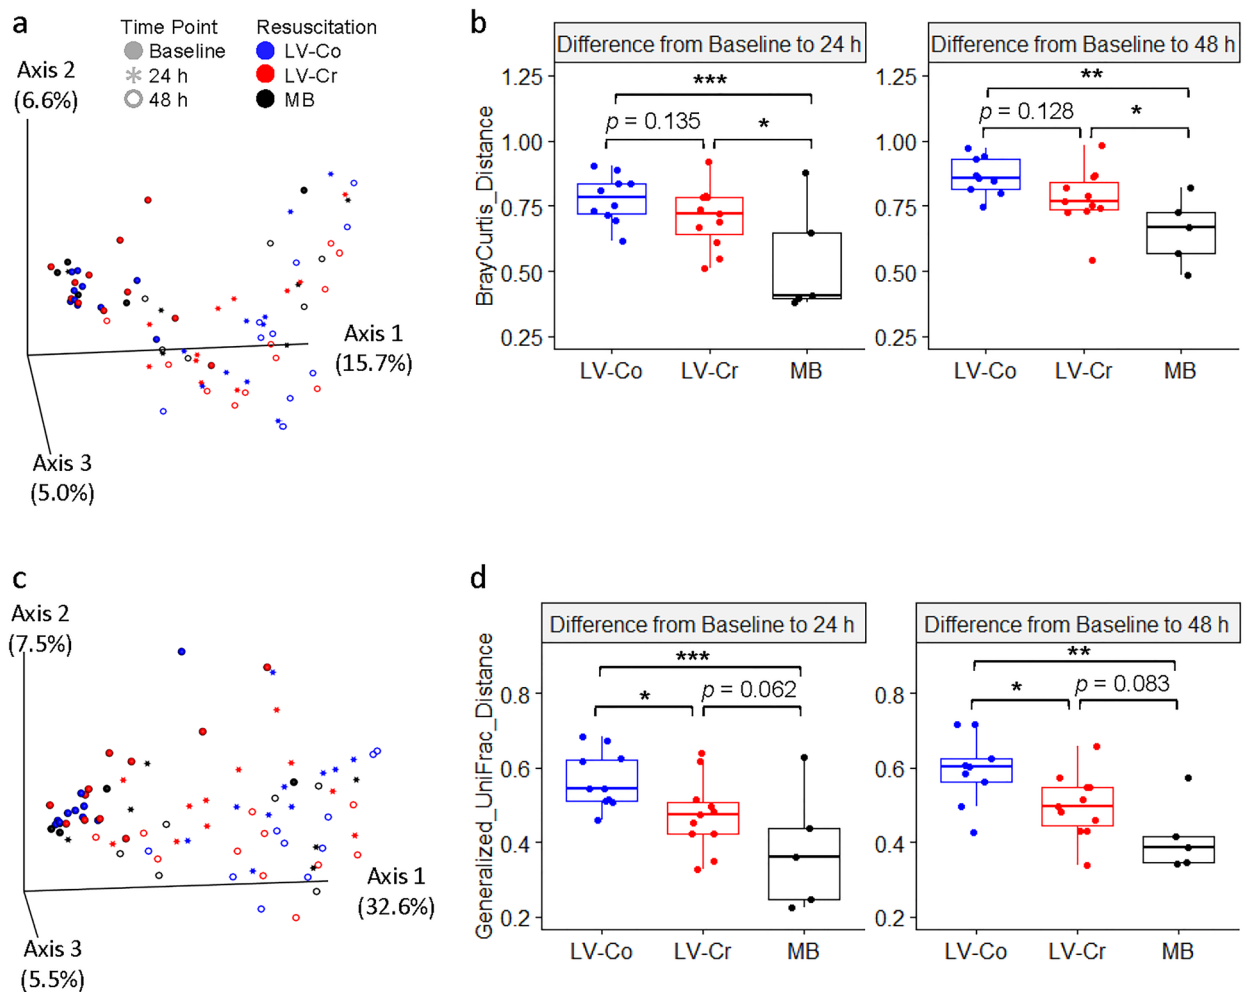 a
Time Point
Resuscitation
Baseline
LV-Co
24 h
LV-Cr
48 h
MB
Axis 2
(6.6%)
Axis 1
(15.7%)
Axis 3
(5.0%)
b
Difference from Baseline to 24 h
Difference from Baseline to 48 h
BrayCurtis_Distance
1.25
1.00
0.75
0.50
0.25
***
p = 0.135
*
LV-Co
LV-Cr
MB
1.25
1.00
0.75
0.50
0.25
**
p = 0.128
*
LV-Co
LV-Cr
MB
c
Axis 2
(7.5%)
Axis 1
(32.6%)
Axis 3
(5.5%)
d
Difference from Baseline to 24 h
Difference from Baseline to 48 h
Generalized_UniFrac_Distance
0.8
0.6
0.4
0.2
***
*
p = 0.062
LV-Co
LV-Cr
MB
0.8
0.6
0.4
0.2
**
*
p = 0.083
LV-Co
LV-Cr
MB